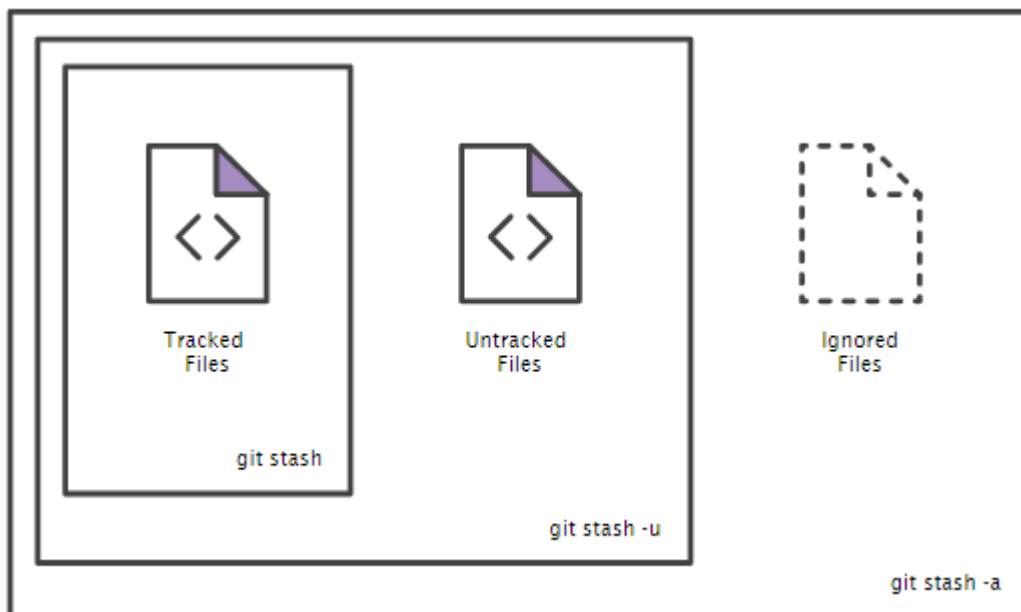 Tracked
Files
Untracked
Files
Ignored
Files
git stash
git stash -u
git stash -a